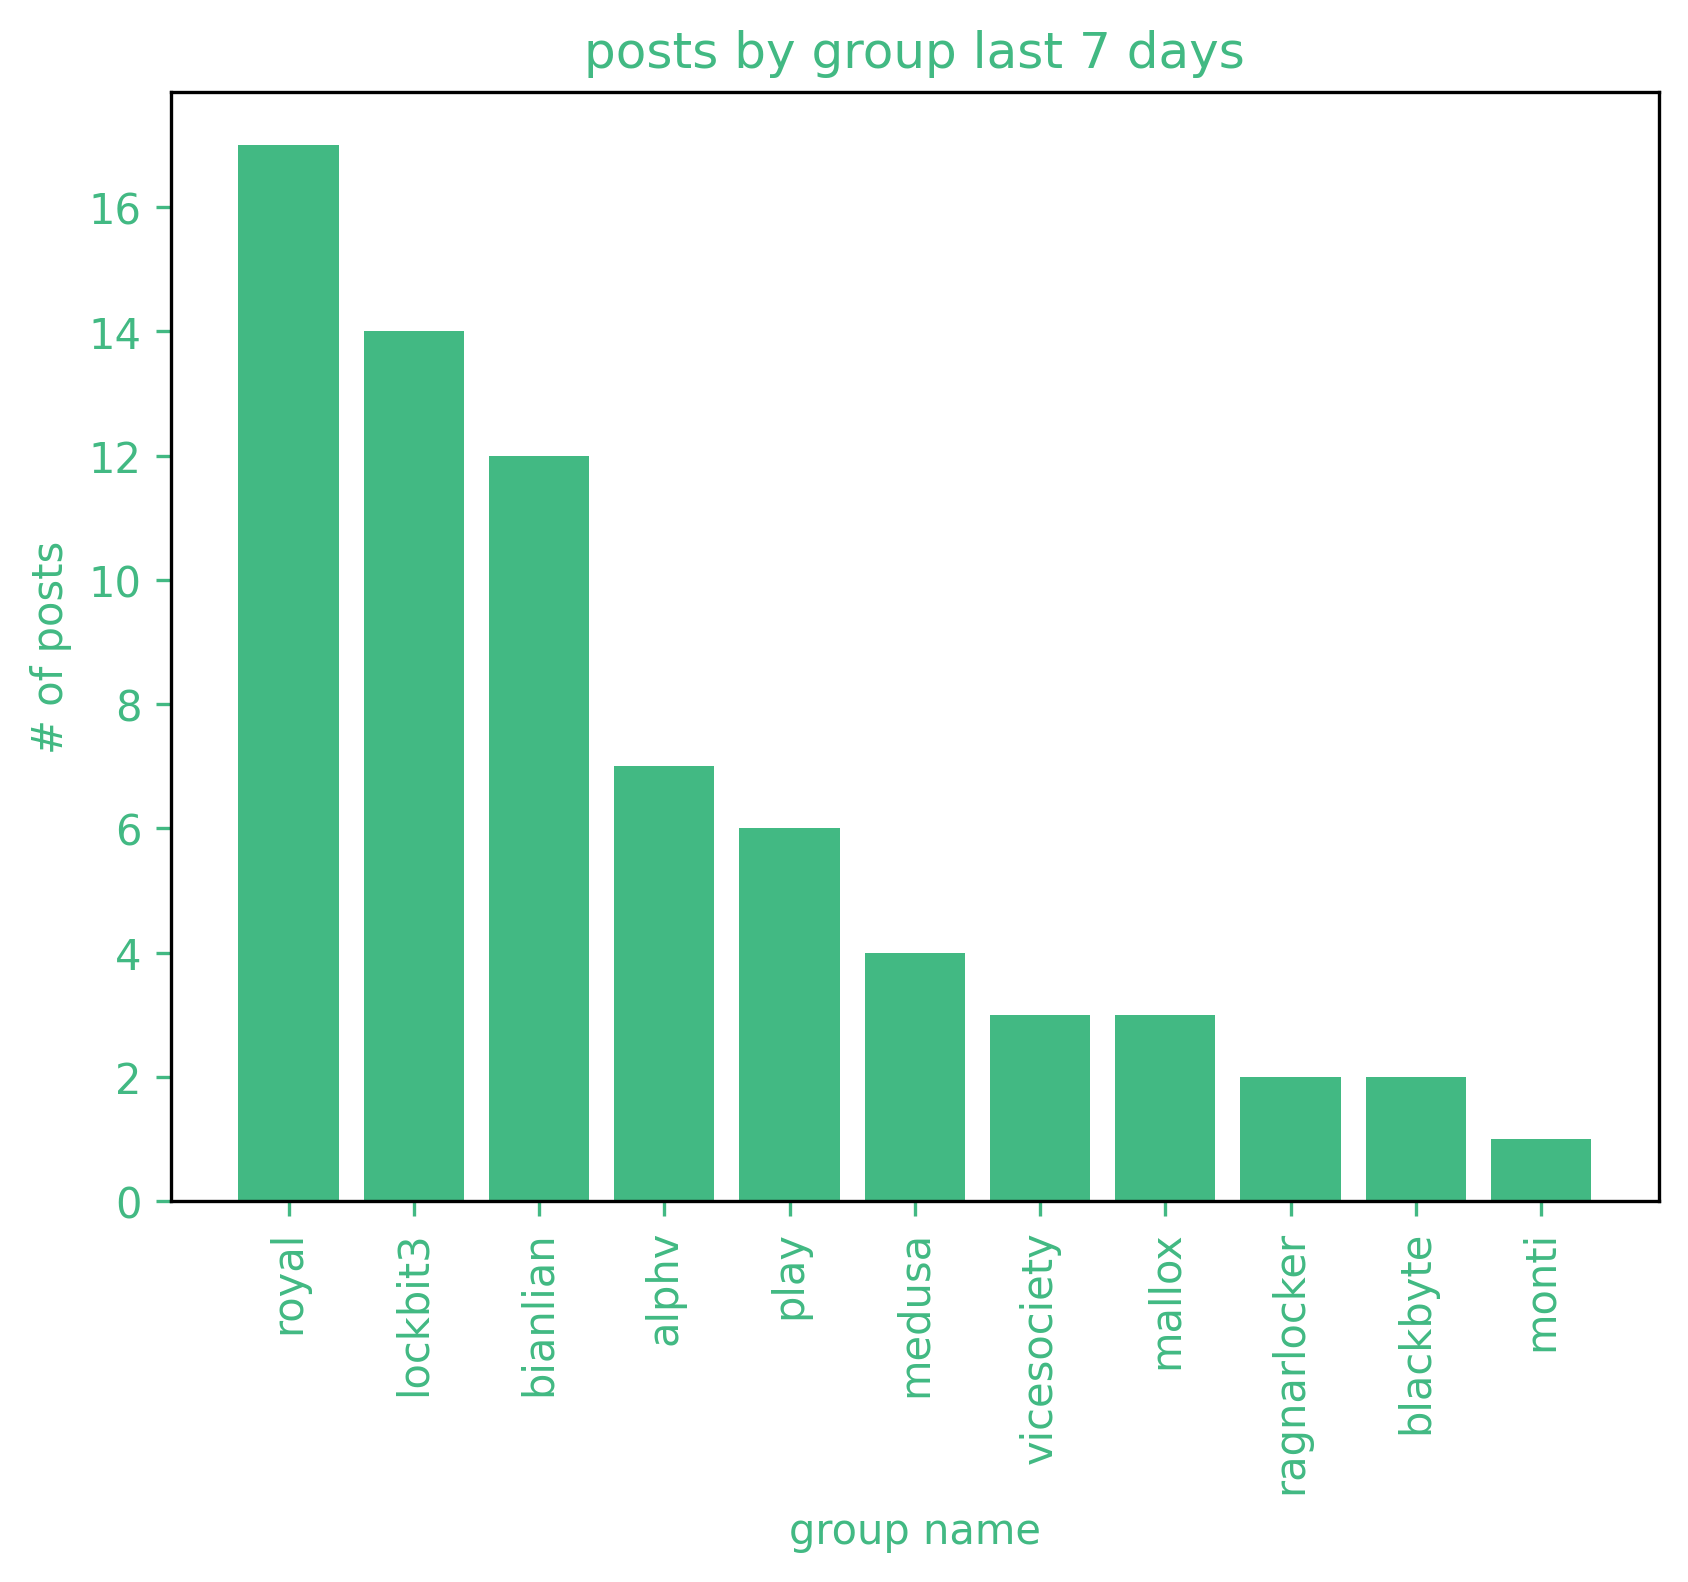 posts by group last 7 days
# of posts
16
14
12
10
8
6
4
2
0
royal
lockbit3
bianlian
alphv
play
medusa
vicesociety
mallox
ragnarlocker
blackbyte
monti
group name